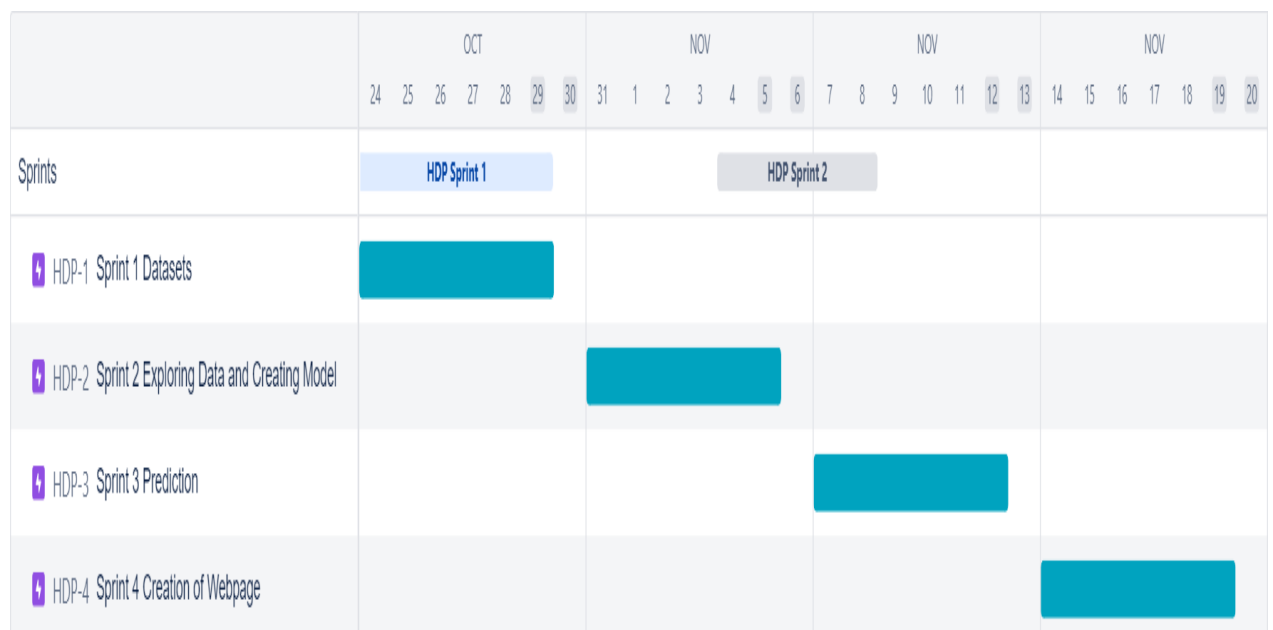 OCT NOV NOV NOV
24 25 26 27 28 29 30 31 1 2 3 4 5 6 7 8 9 10 11 12 13 14 15 16 17 18 19 20
Sprints HDP Sprint 1 HDP Sprint 2
HDP-1 Sprint 1 Datasets
HDP-2 Sprint 2 Exploring Data and Creating Model
HDP-3 Sprint 3 Prediction
HDP-4 Sprint 4 Creation of Webpage